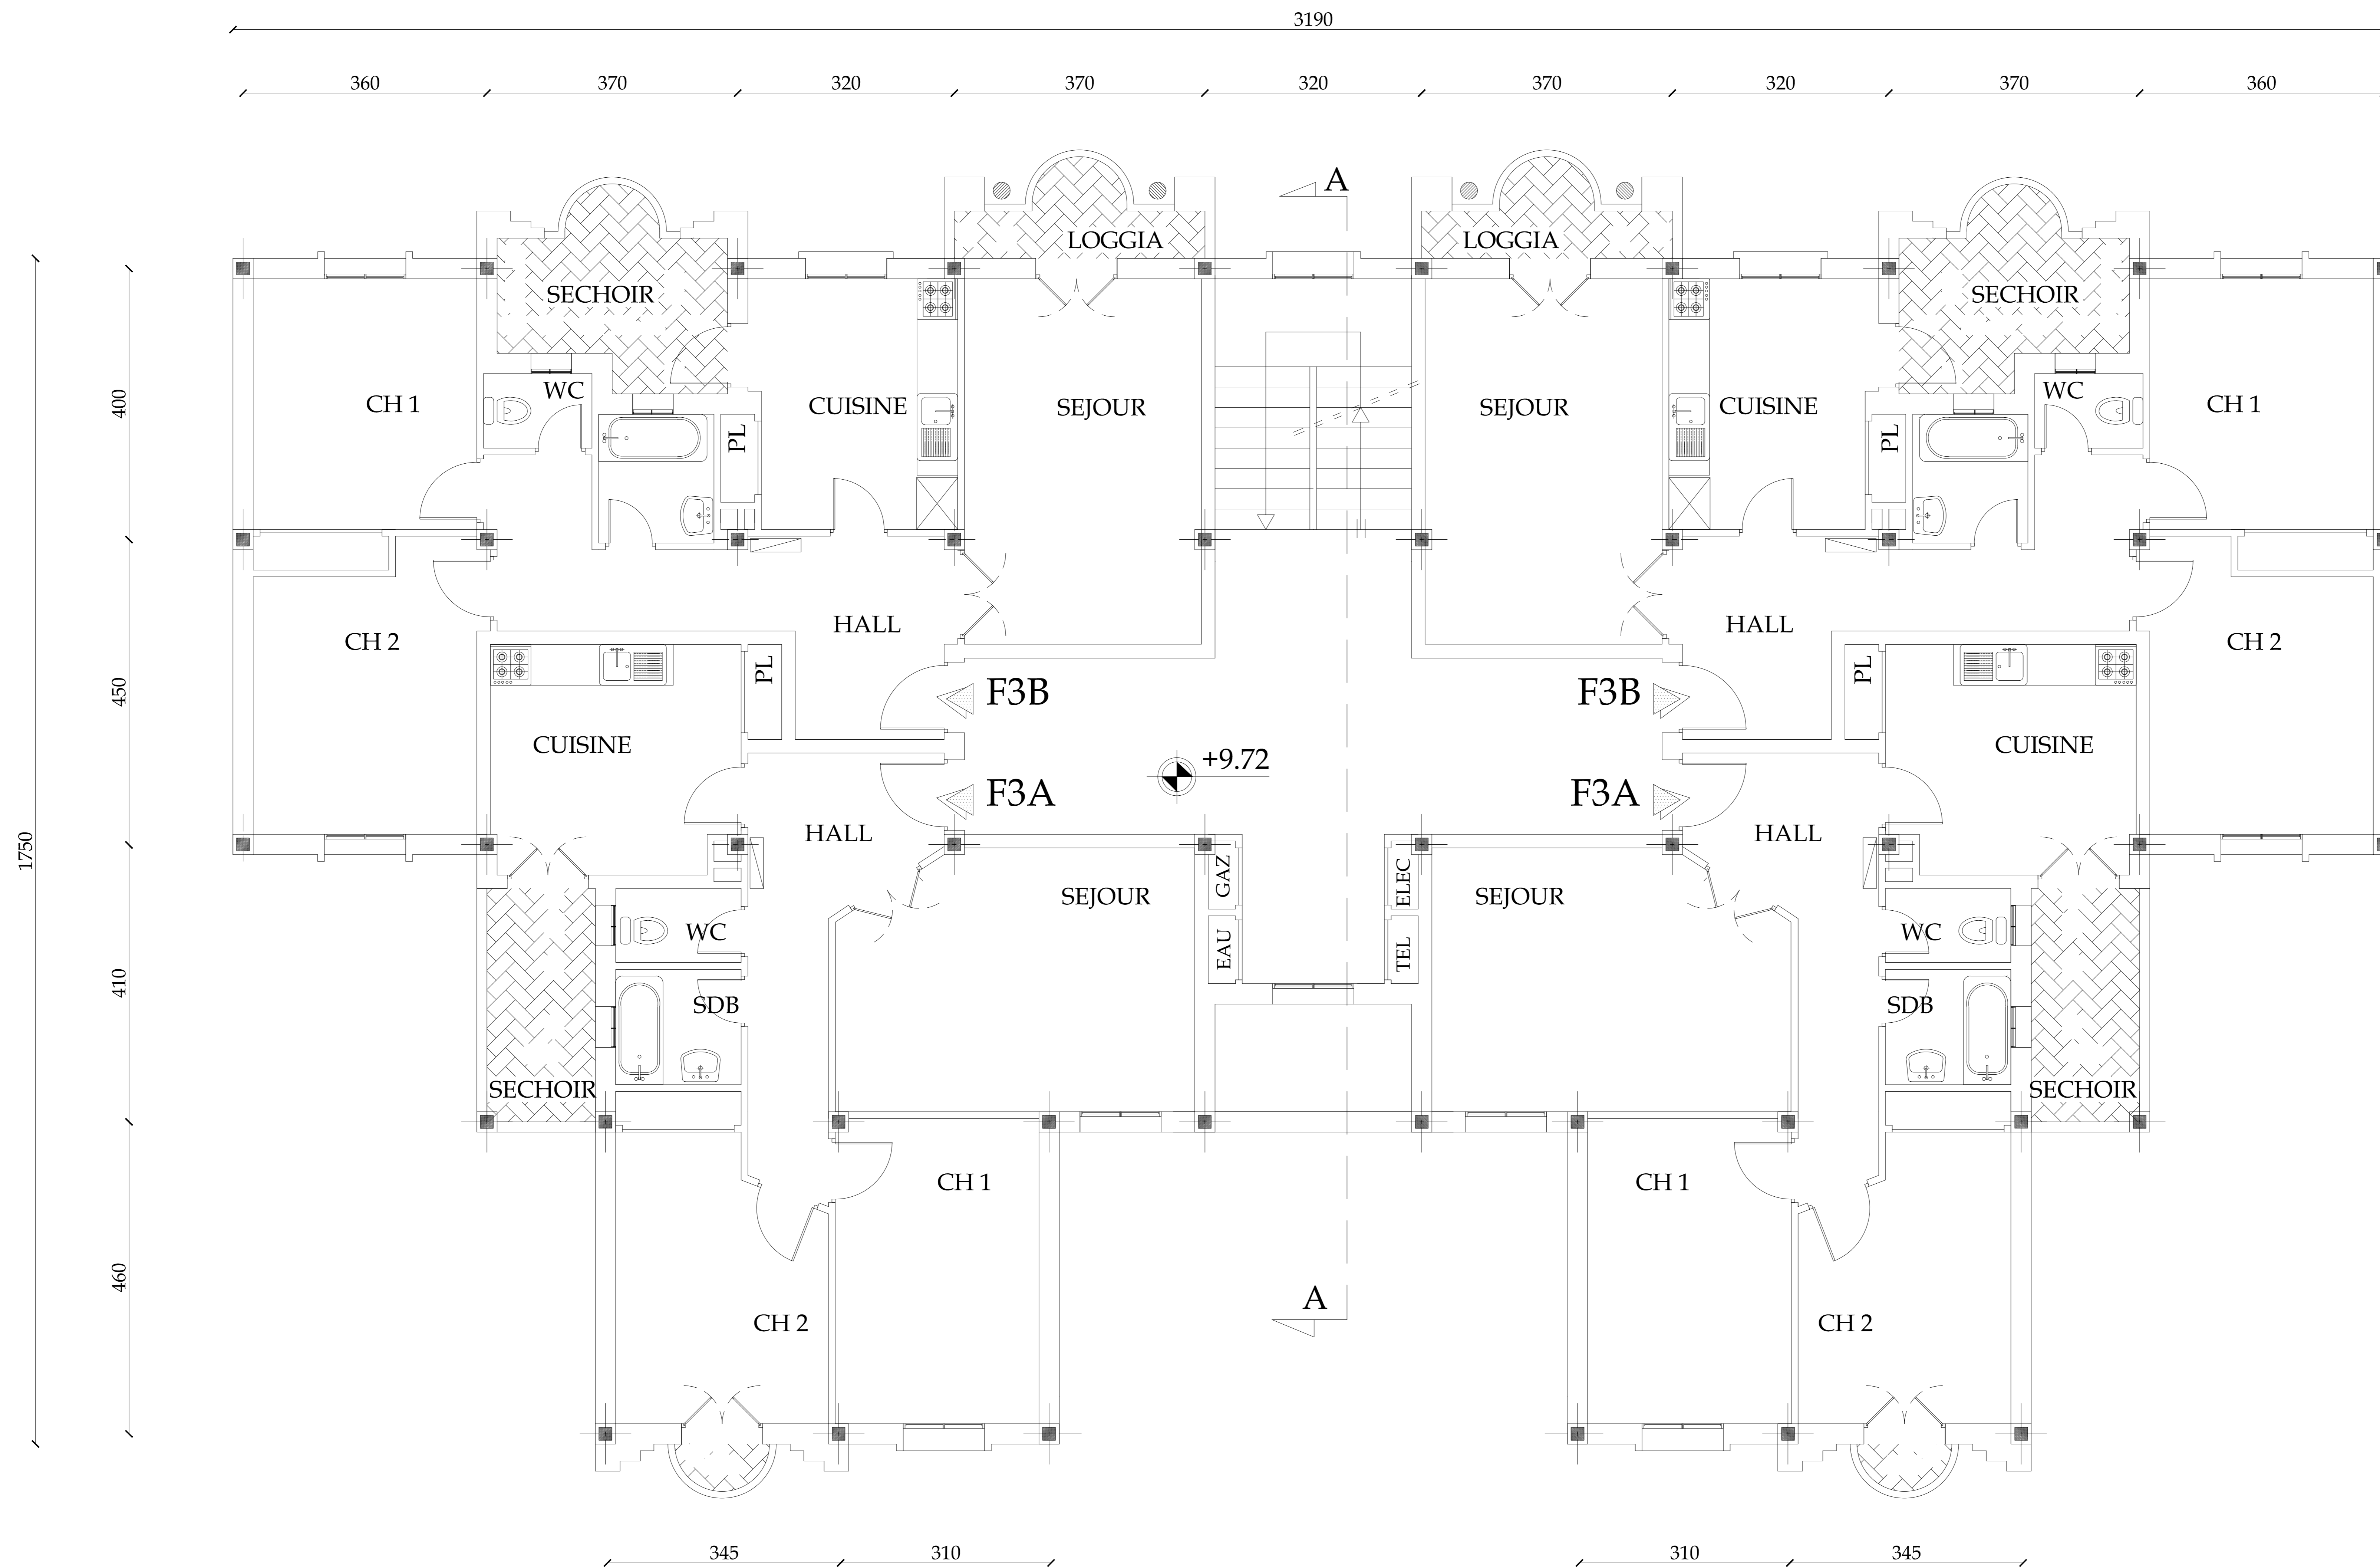 3190
360 370 320 370 320 370 320 370 360
A
LOGGIA LOGGIA
SECHOIR SECHOIR
WC WC
CH 1 CUISINE SEJOUR SEJOUR CUISINE CH 1
400
PL PL
HALL HALL
CH 2 CH 2
PL PL
450
F3B F3B
CUISINE CUISINE
+9.72
F3A F3A
HALL HALL
1750
GAZ ELEC
SEJOUR SEJOUR
WC WC
EAU TEL
410
SDB SDB
SECHOIR SECHOIR
CH 1 CH 1
460
A
CH 2 CH 2
345 310 310 345